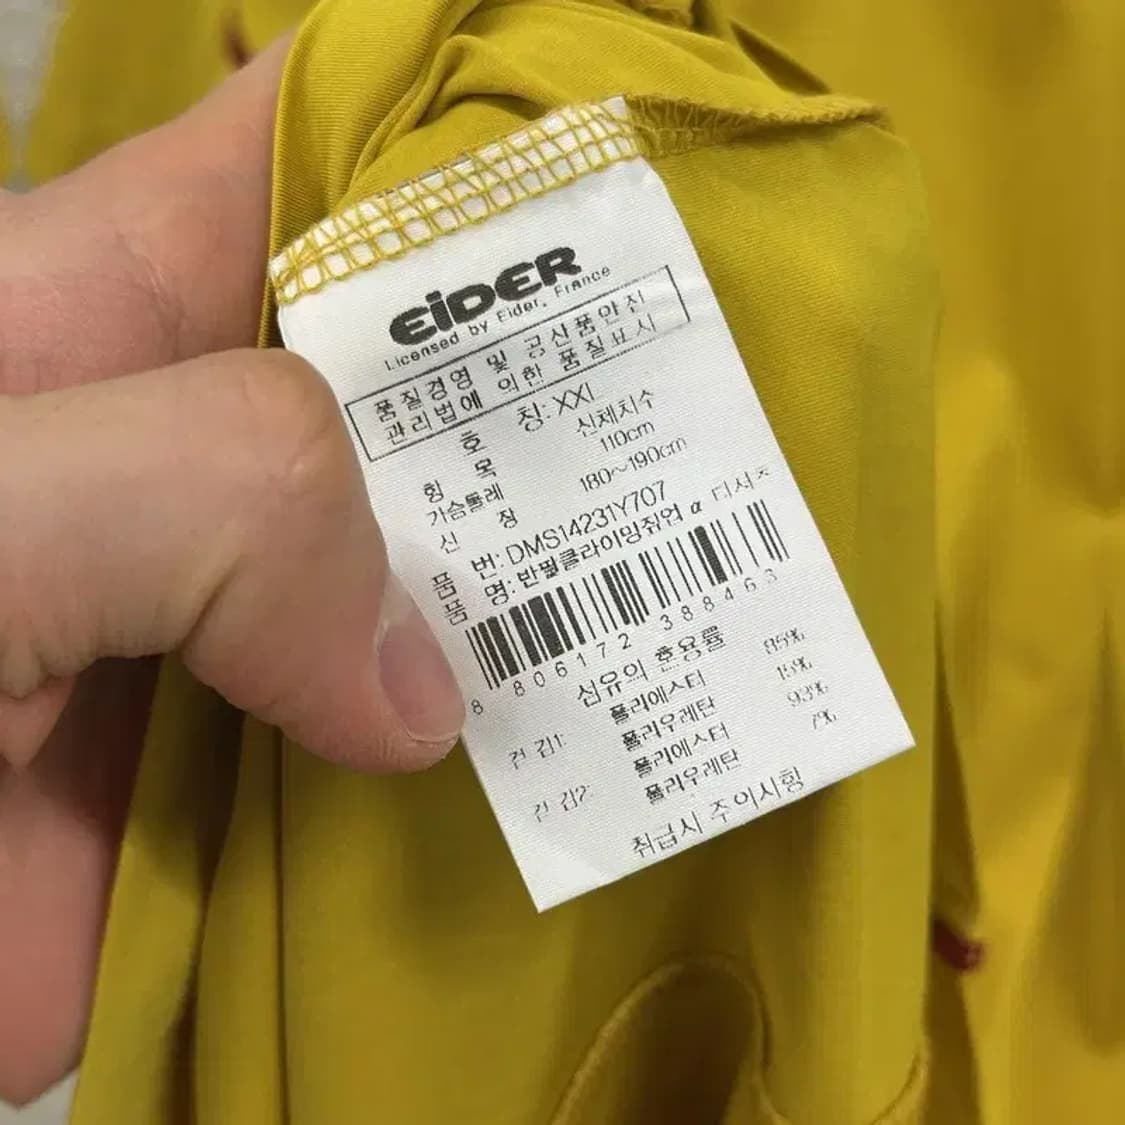 EiDER
Licensed by Eider, France
품질경영 및 공산품안전
관리법에 의한 품질표시
호 칭: XXL
항 목 신체치수
가슴둘레 110cm
신 장 180~190cm
품 번: DMS14231Y707
품 명: 반팔클라이밍쥐업 α 티셔츠
8 806172 388463
섬유의 혼용률
겉 감1: 폴리에스터 85%
폴리우레탄 15%
겉 감2: 폴리에스터 93%
폴리우레탄 7%
취급시 주의사항